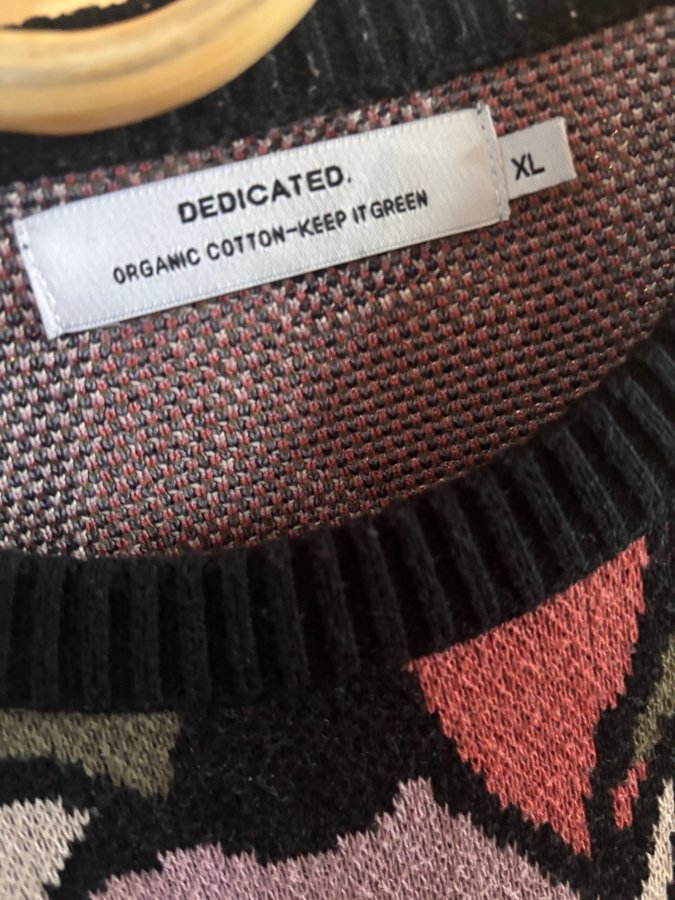 DEDICATED.
ORGANIC COTTON-KEEP IT GREEN
XL